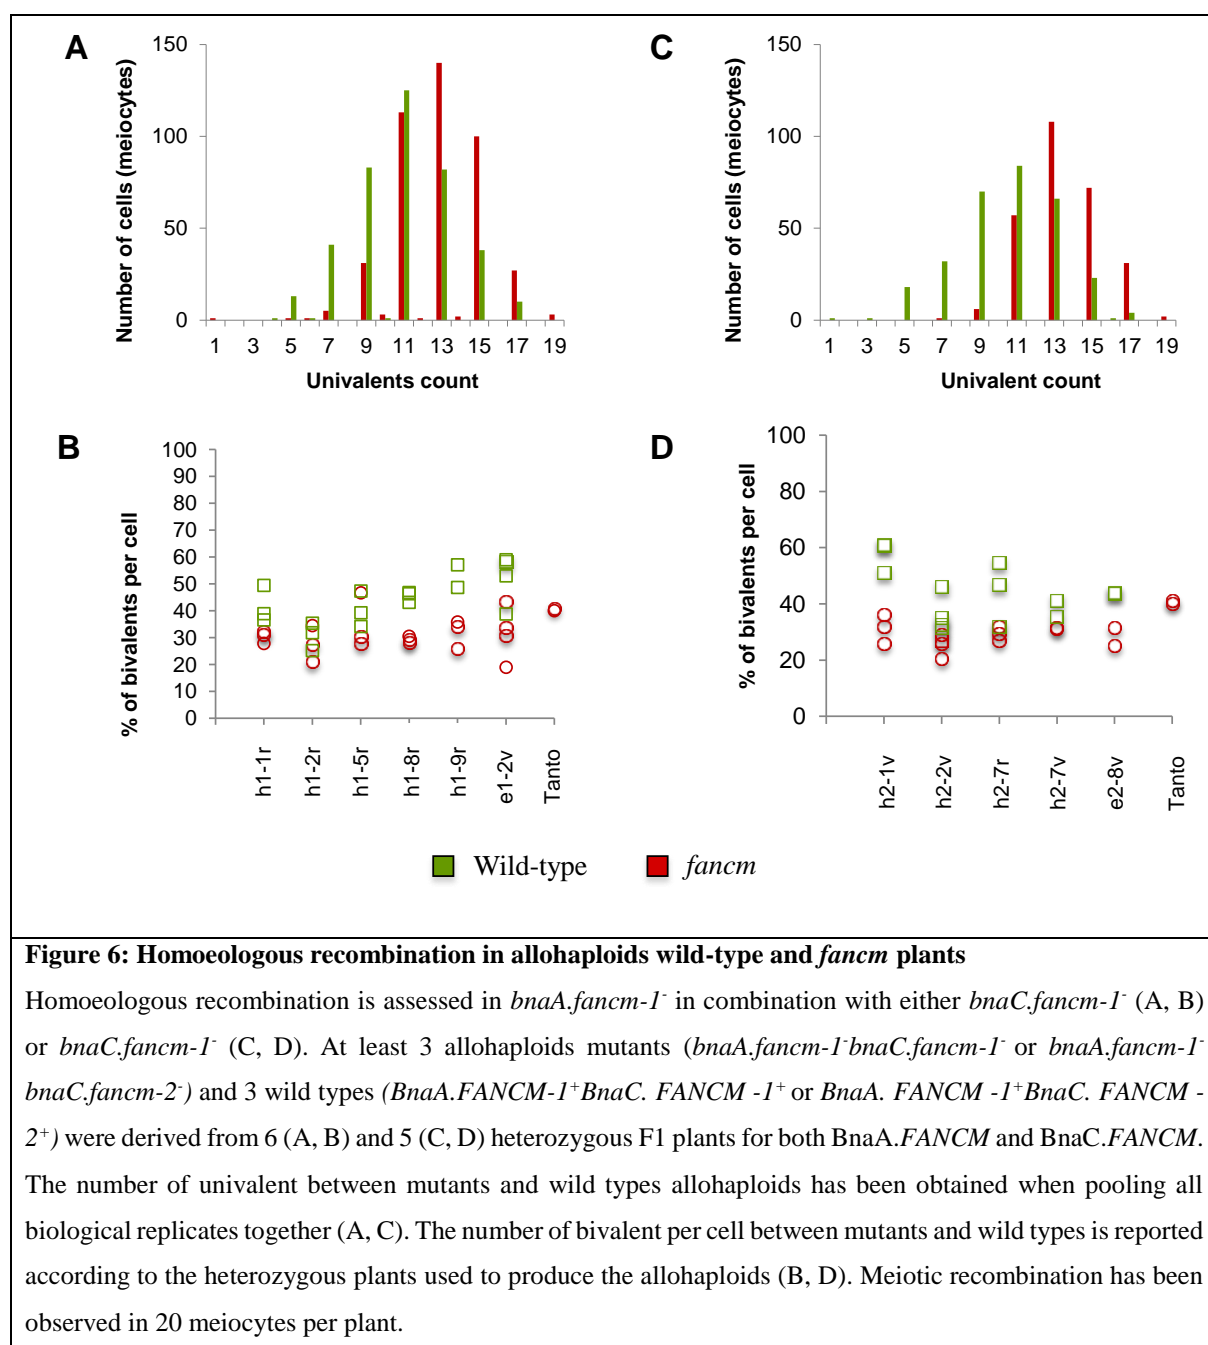 A
150
100
50
0
Number of cells (meiocytes)
1 3 5 7 9 11 13 15 17 19
Univalents count
C
150
100
50
0
Number of cells (meiocytes)
1 3 5 7 9 11 13 15 17 19
Univalent count
B
100
90
80
70
60
50
40
30
20
10
0
% of bivalents per cell
h1-1r
h1-2r
h1-5r
h1-8r
h1-9r
e1-2v
Tanto
D
100
80
60
40
20
0
% of bivalents per cell
h2-1v
h2-2v
h2-7r
h2-7v
e2-8v
Tanto
Wild-type
fancm
Figure 6: Homoeologous recombination in allohaploids wild-type and fancm plants
Homoeologous recombination is assessed in bnaA.fancm-1⁻ in combination with either bnaC.fancm-1⁻ (A, B)
or bnaC.fancm-1⁻ (C, D). At least 3 allohaploids mutants (bnaA.fancm-1⁻bnaC.fancm-1⁻ or bnaA.fancm-1⁻
bnaC.fancm-2⁻) and 3 wild types (BnaA.FANCM-1⁺BnaC. FANCM -1⁺ or BnaA. FANCM -1⁺BnaC. FANCM -
2⁺) were derived from 6 (A, B) and 5 (C, D) heterozygous F1 plants for both BnaA.FANCM and BnaC.FANCM.
The number of univalent between mutants and wild types allohaploids has been obtained when pooling all
biological replicates together (A, C). The number of bivalent per cell between mutants and wild types is reported
according to the heterozygous plants used to produce the allohaploids (B, D). Meiotic recombination has been
observed in 20 meiocytes per plant.